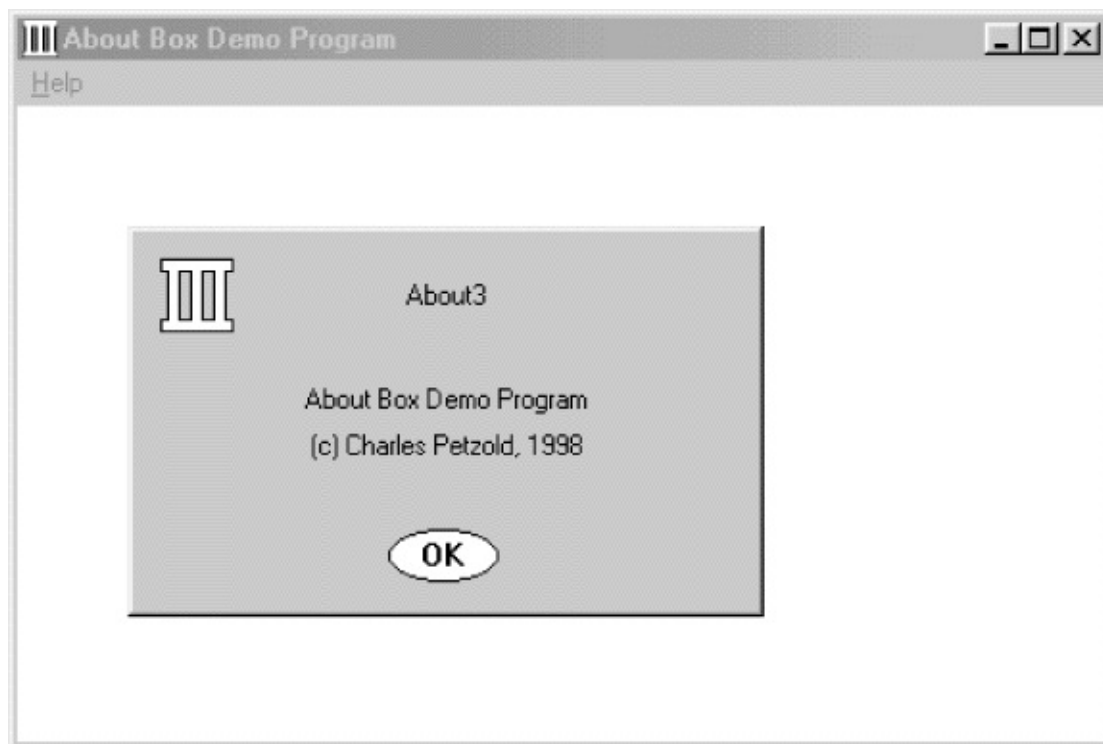 About Box Demo Program
Help
About3
About Box Demo Program
(c) Charles Petzold, 1998
OK